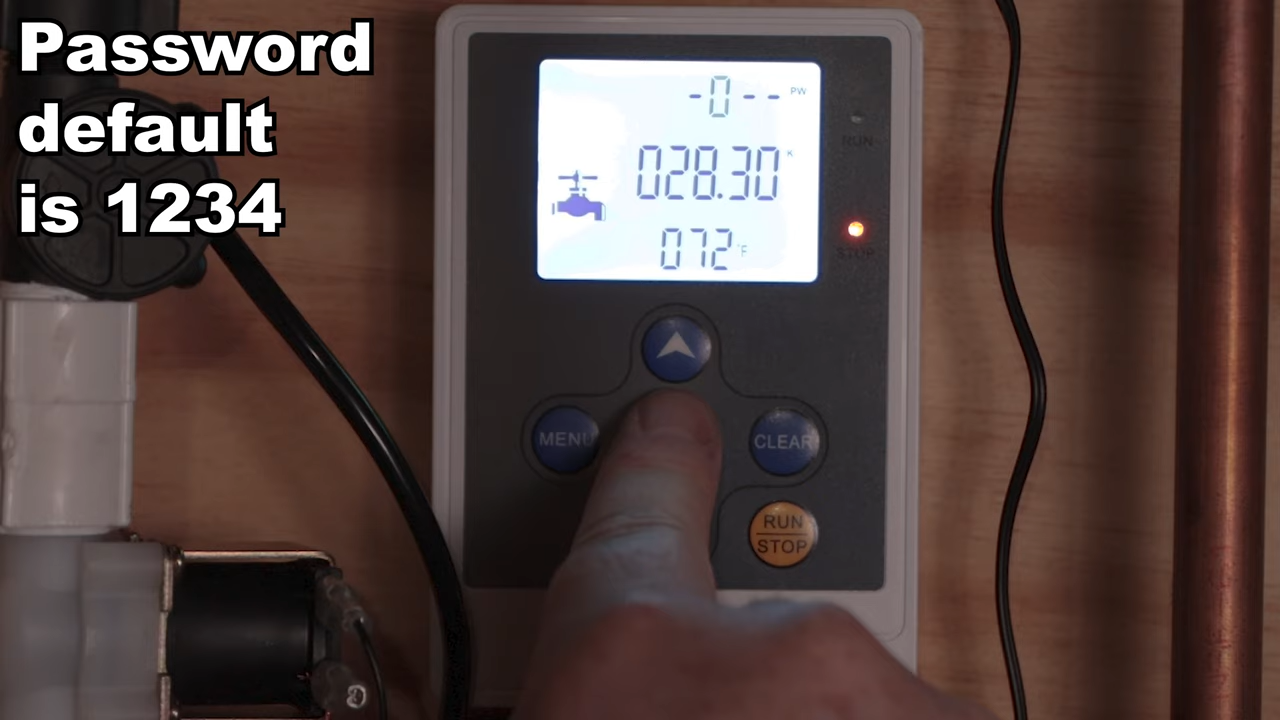 Password
default
is 1234
-0-- PW
RUN
028.30 K
072 °F
STOP
MENU
CLEAR
RUN
STOP